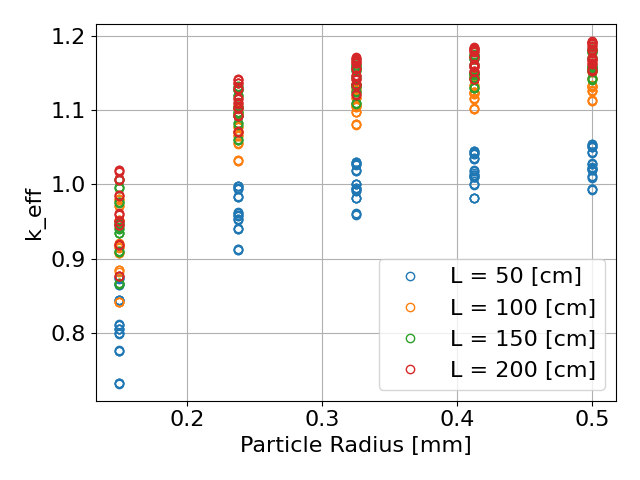 1.2
1.1
1.0
0.9
0.8
k_eff
L = 50 [cm]
L = 100 [cm]
L = 150 [cm]
L = 200 [cm]
0.2 0.3 0.4 0.5
Particle Radius [mm]